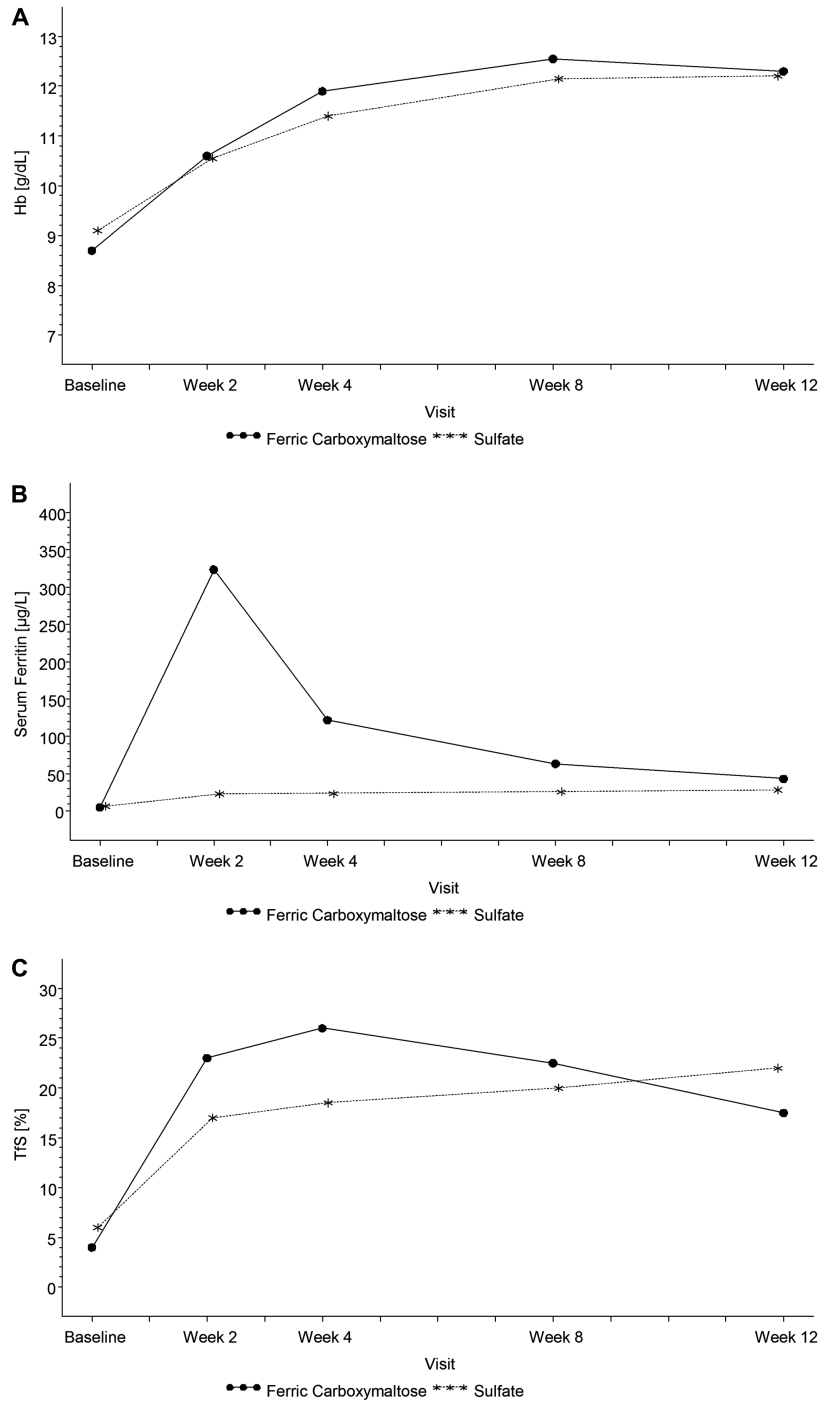 A
13
12
11
10
9
8
7
Hb [g/dL]
Baseline Week 2 Week 4 Week 8 Week 12
Visit
Ferric Carboxymaltose Sulfate
B
400
350
300
250
200
150
100
50
0
Serum Ferritin [µg/L]
Baseline Week 2 Week 4 Week 8 Week 12
Visit
Ferric Carboxymaltose Sulfate
C
30
25
20
15
10
5
0
TfS [%]
Baseline Week 2 Week 4 Week 8 Week 12
Visit
Ferric Carboxymaltose Sulfate